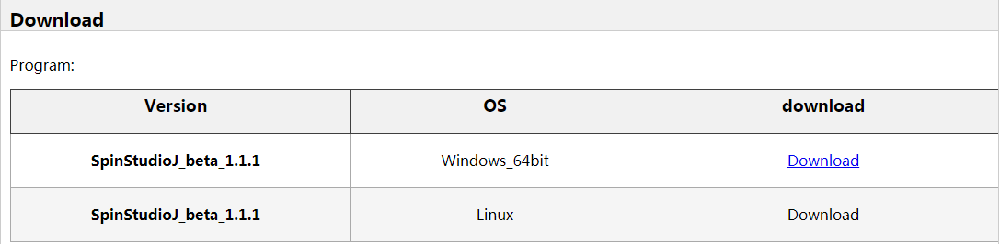 Download
Program:
Version OS download
SpinStudioJ_beta_1.1.1 Windows_64bit Download
SpinStudioJ_beta_1.1.1 Linux Download